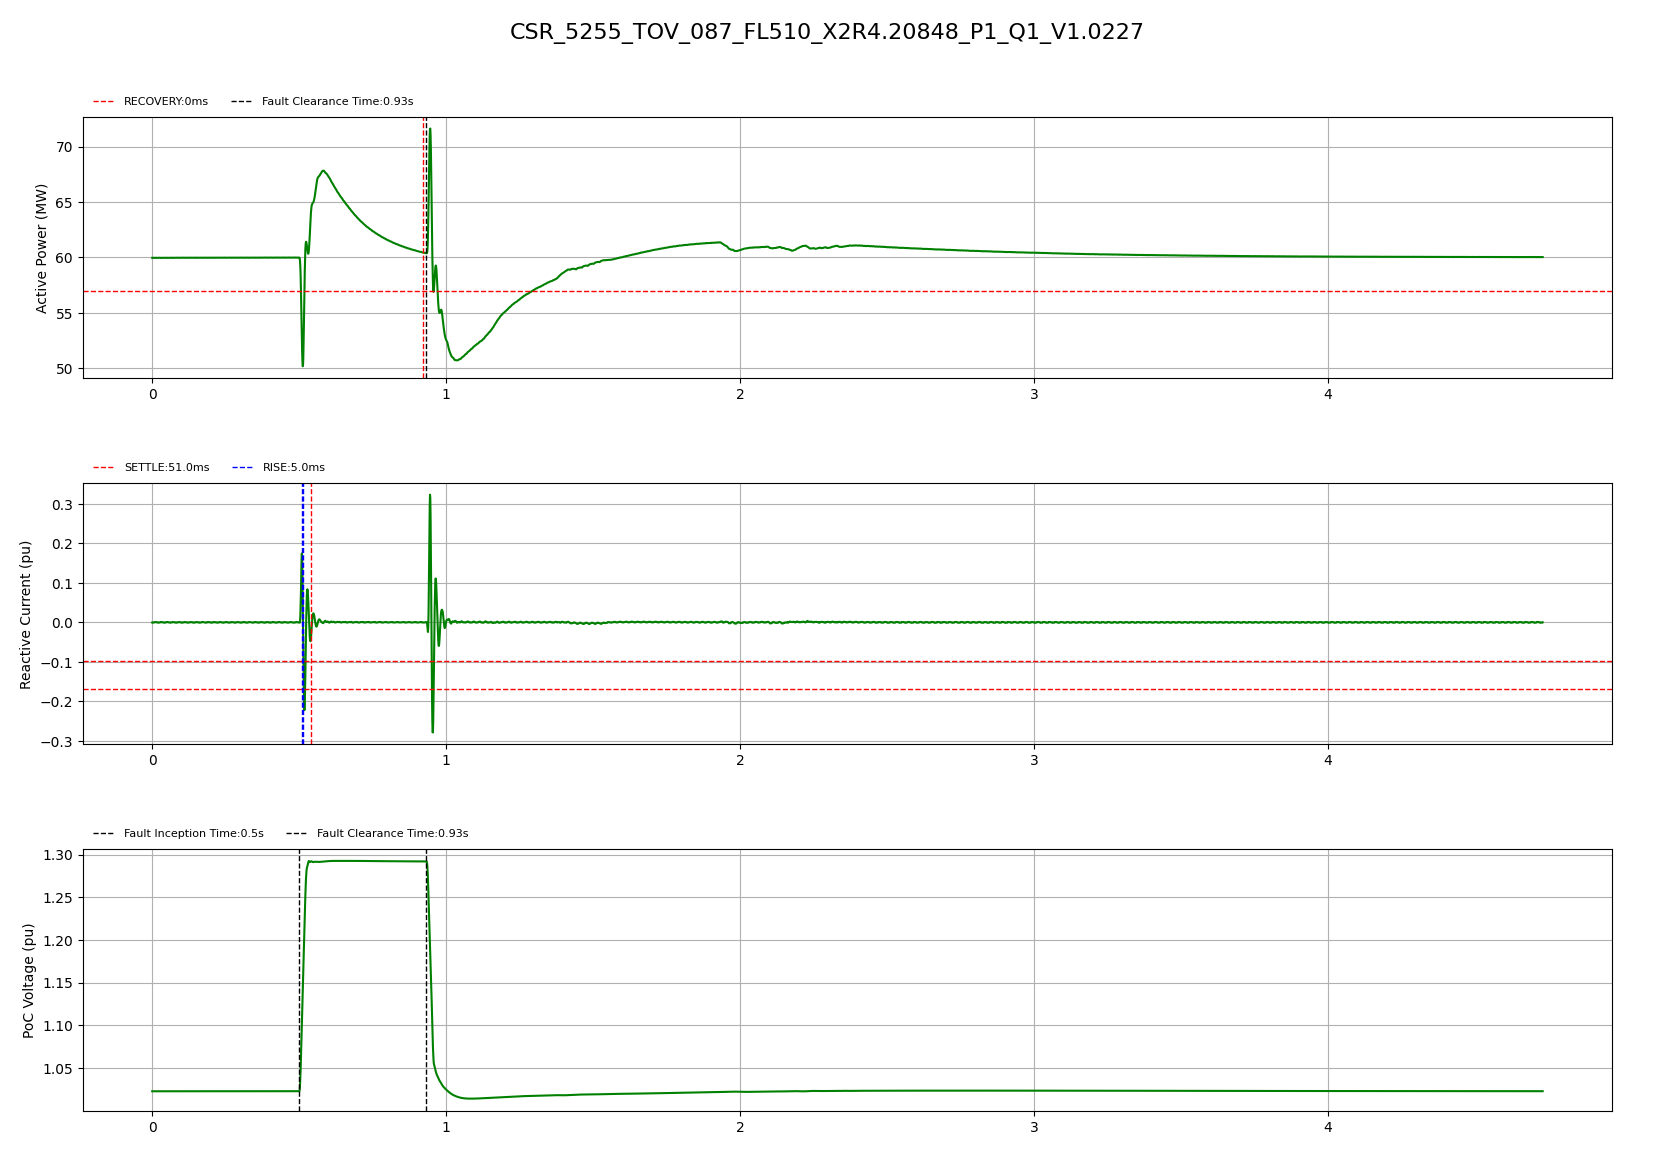 CSR_5255_TOV_087_FL510_X2R4.20848_P1_Q1_V1.0227
RECOVERY:0ms Fault Clearance Time:0.93s
Active Power (MW)
70
65
60
55
50
0 1 2 3 4
SETTLE:51.0ms RISE:5.0ms
Reactive Current (pu)
0.3
0.2
0.1
0.0
−0.1
−0.2
−0.3
0 1 2 3 4
Fault Inception Time:0.5s Fault Clearance Time:0.93s
PoC Voltage (pu)
1.30
1.25
1.20
1.15
1.10
1.05
0 1 2 3 4